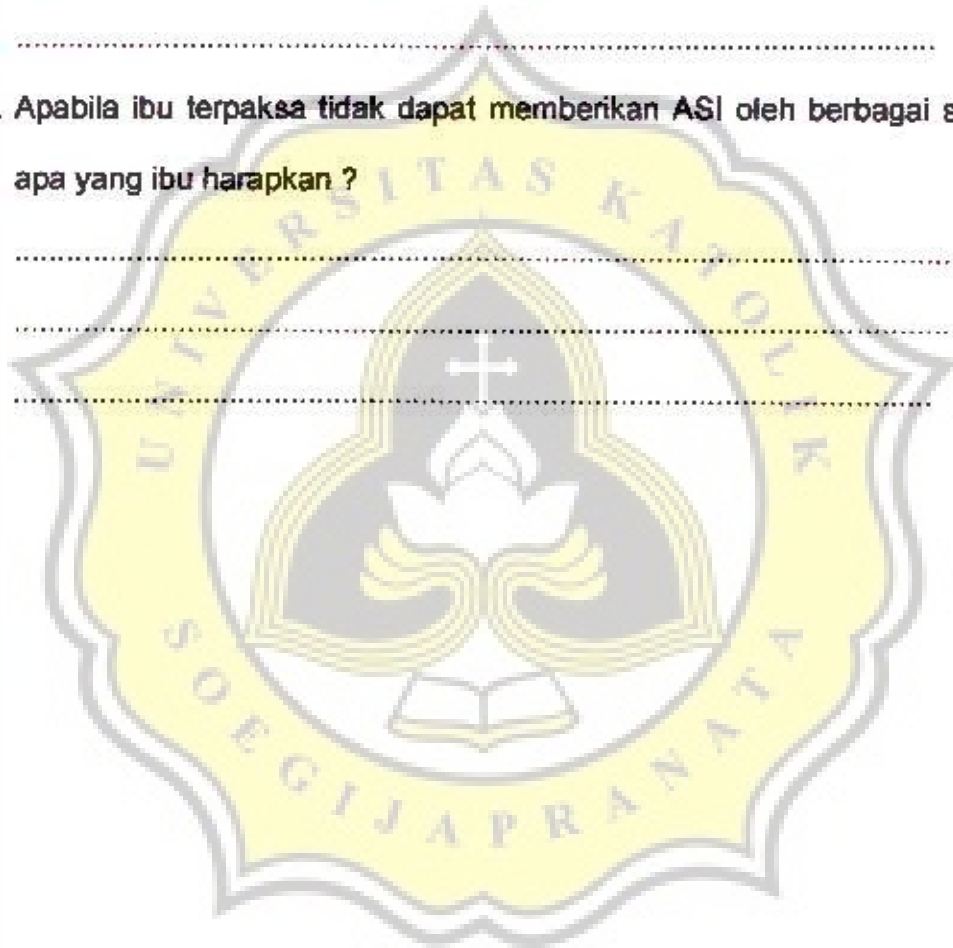 Apabila ibu terpaksa tidak dapat memberikan ASI oleh berbagai s
apa yang ibu harapkan ?
UNIVERSITAS KATOLIK
SOEGIJAPRANATA